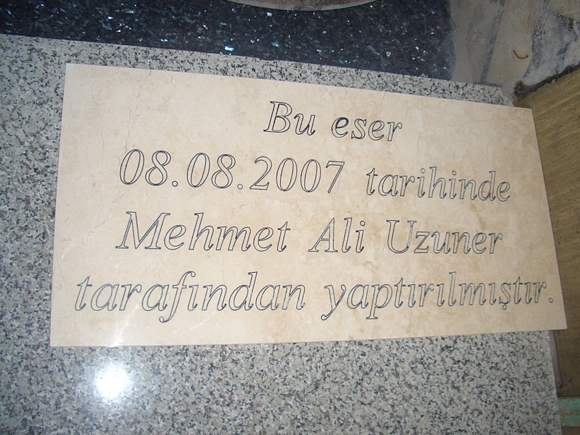 Bu eser
08.08.2007 tarihinde
Mehmet Ali Uzuner
tarafından yaptırılmıştır.